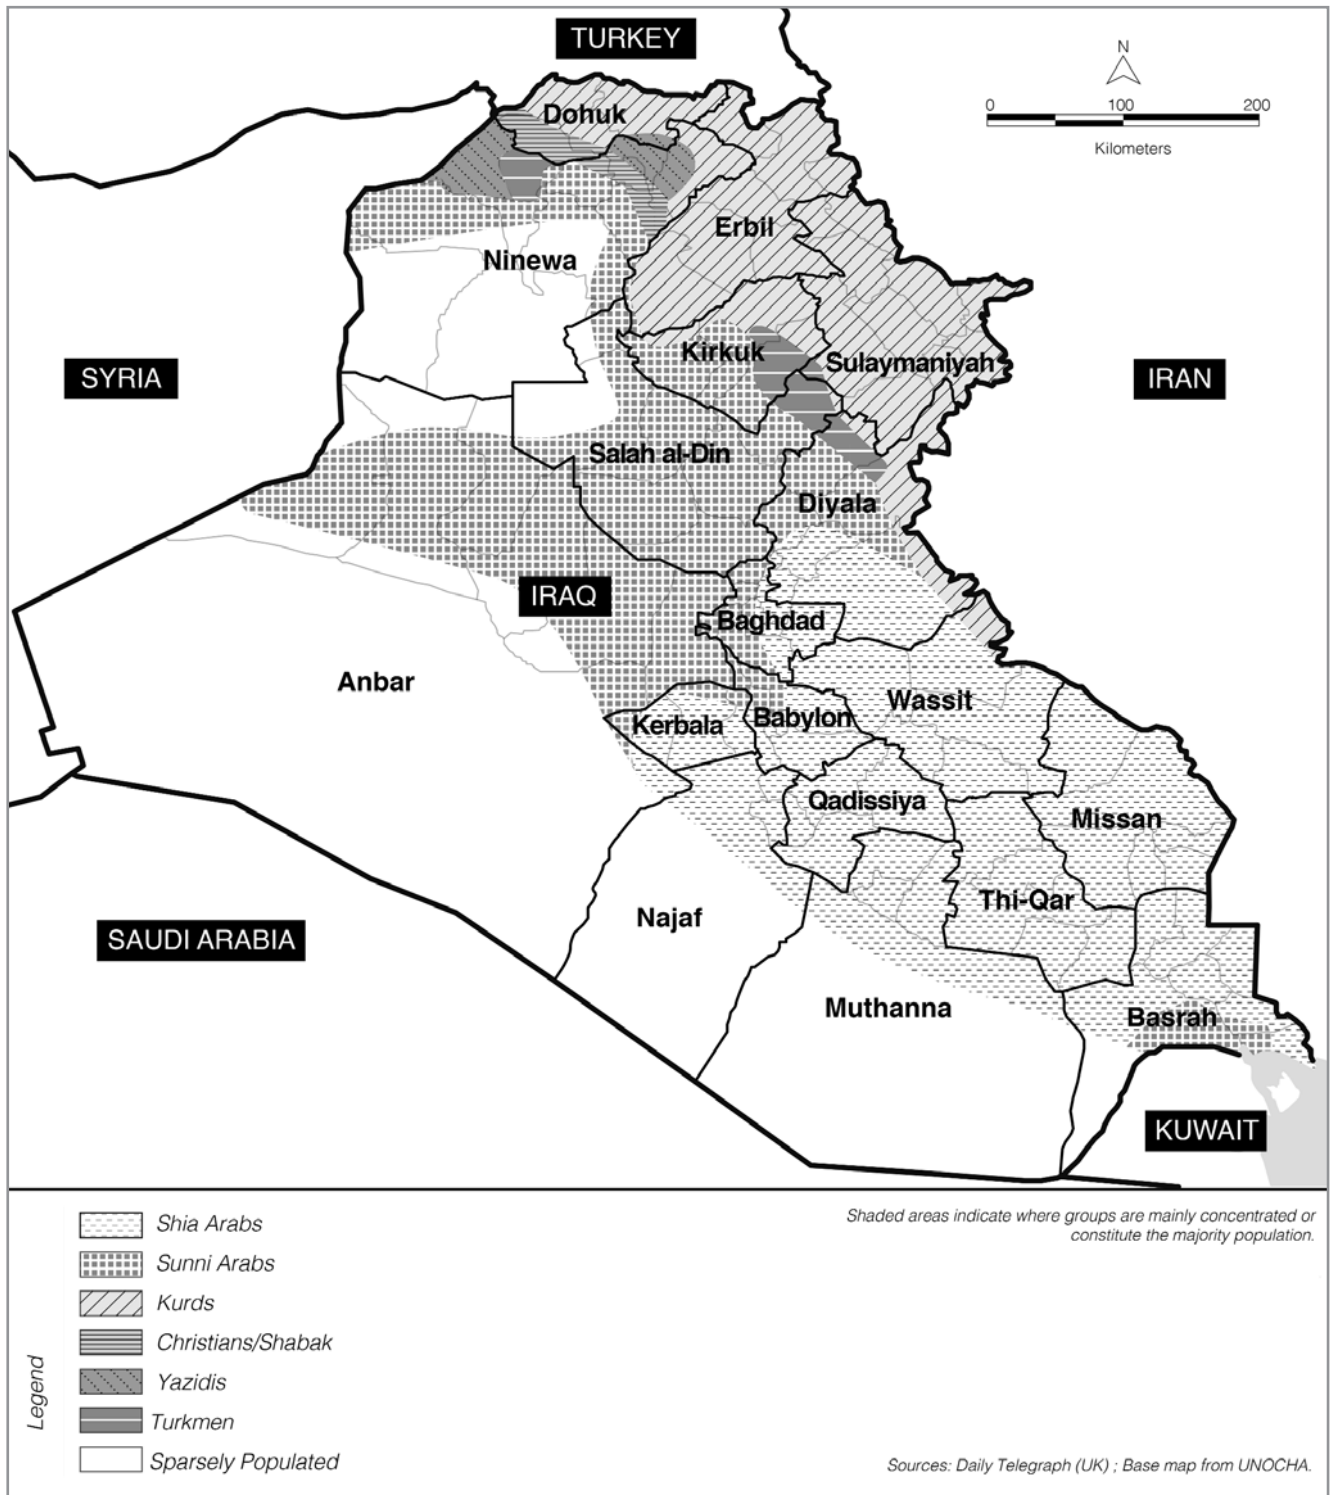 TURKEY
N
0 100 200
Kilometers
Dohuk
Erbil
Ninewa
SYRIA
Kirkuk
Sulaymaniyah
IRAN
Salah al-Din
Diyala
IRAQ
Baghdad
Anbar
Wassit
Kerbala
Babylon
Qadissiya
Missan
Thi-Qar
Najaf
SAUDI ARABIA
Muthanna
Basrah
KUWAIT
Legend
Shia Arabs
Sunni Arabs
Kurds
Christians/Shabak
Yazidis
Turkmen
Sparsely Populated
Shaded areas indicate where groups are mainly concentrated or
constitute the majority population.
Sources: Daily Telegraph (UK) ; Base map from UNOCHA.